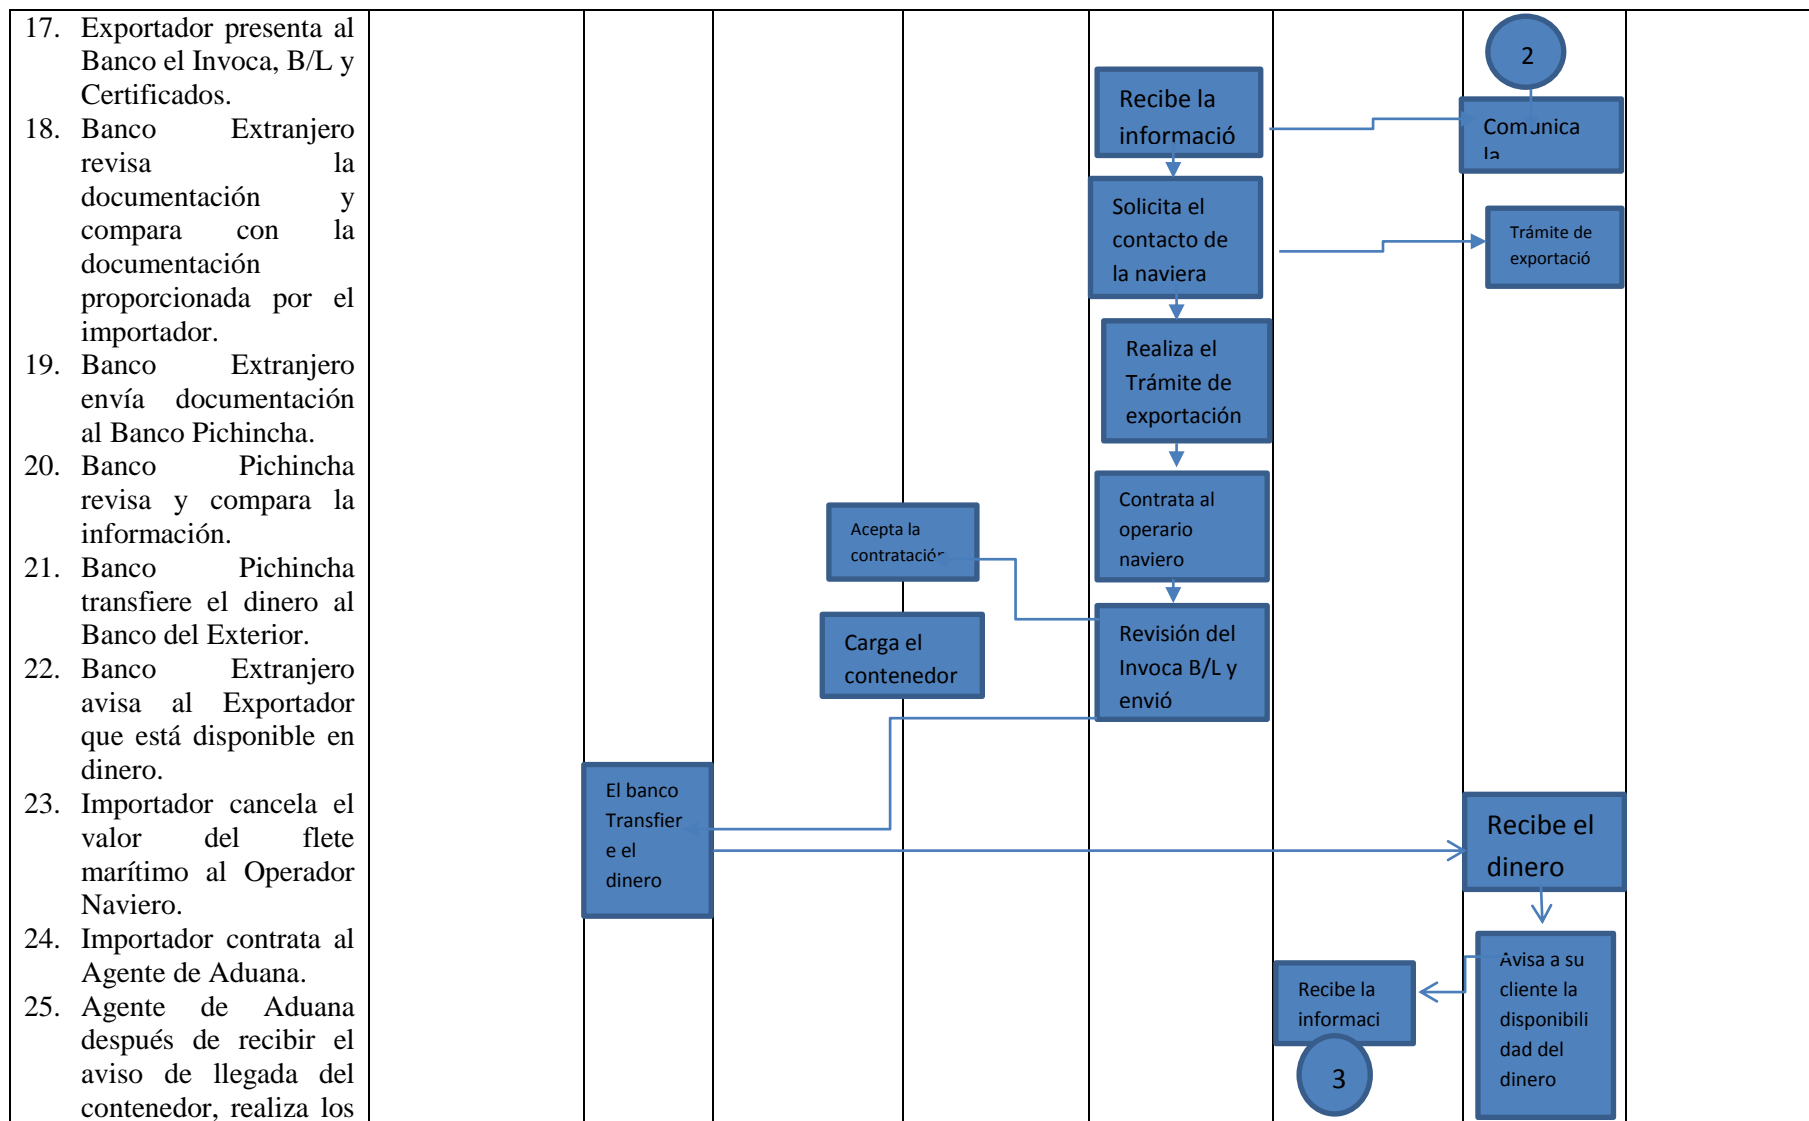 17. Exportador presenta al
Banco el Invoca, B/L y
Certificados.
18. Banco Extranjero
revisa la
documentación y
compara con la
documentación
proporcionada por el
importador.
19. Banco Extranjero
envía documentación
al Banco Pichincha.
20. Banco Pichincha
revisa y compara la
información.
21. Banco Pichincha
transfiere el dinero al
Banco del Exterior.
22. Banco Extranjero
avisa al Exportador
que está disponible en
dinero.
23. Importador cancela el
valor del flete
marítimo al Operador
Naviero.
24. Importador contrata al
Agente de Aduana.
25. Agente de Aduana
después de recibir el
aviso de llegada del
contenedor, realiza los
2
Recibe la
informació
Comunica
la
Solicita el
contacto de
la naviera
Trámite de
exportació
Realiza el
Trámite de
exportación
Contrata al
operario
naviero
Acepta la
contratación
Revisión del
Invoca B/L y
envió
Carga el
contenedor
El banco
Transfier
e el
dinero
Recibe el
dinero
Avisa a su
cliente la
disponibili
dad del
dinero
Recibe la
informaci
3